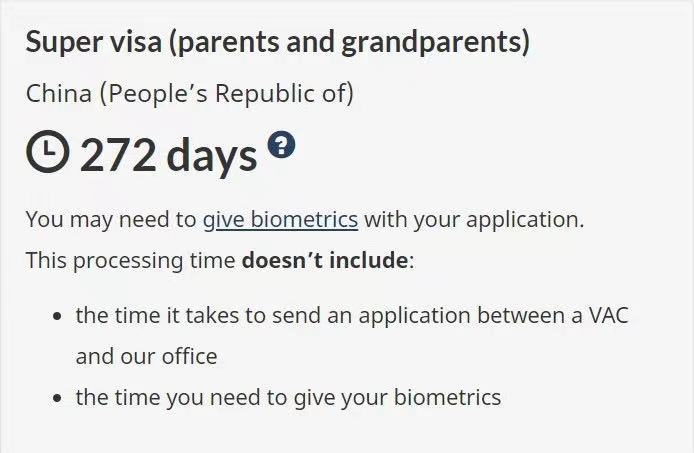 Super visa (parents and grandparents)
China (People’s Republic of)
272 days ?
You may need to give biometrics with your application.
This processing time doesn’t include:
• the time it takes to send an application between a VAC
and our office
• the time you need to give your biometrics